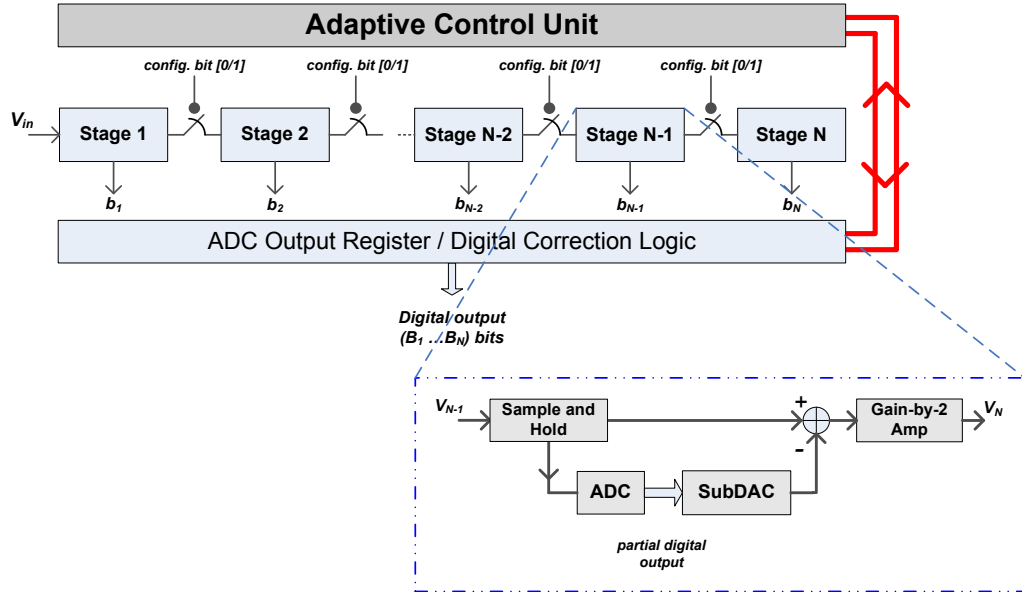 Adaptive Control Unit
config. bit [0/1]
config. bit [0/1]
config. bit [0/1]
config. bit [0/1]
Vin
Stage 1
Stage 2
Stage N-2
Stage N-1
Stage N
b1
b2
bN-2
bN-1
bN
ADC Output Register / Digital Correction Logic
Digital output
(B1 ...BN) bits
VN-1
Sample and
Hold
+
-
Gain-by-2
Amp
VN
ADC
SubDAC
partial digital
output